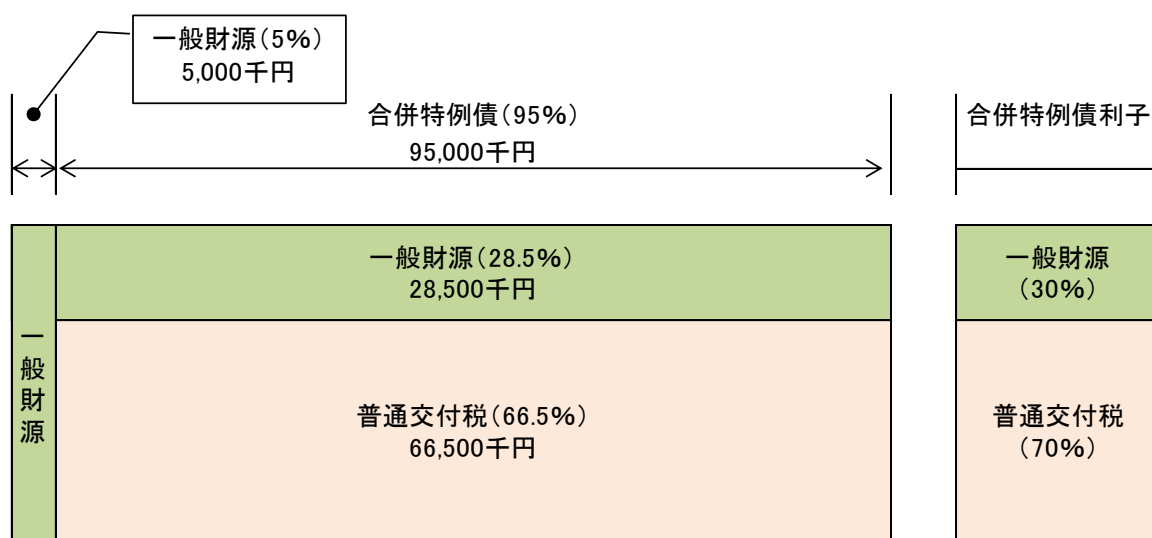 一般財源（5%）
5,000千円
合併特例債（95%）
95,000千円
合併特例債利子
一般財源
一般財源（28.5%）
28,500千円
普通交付税（66.5%）
66,500千円
一般財源
（30%）
普通交付税
（70%）